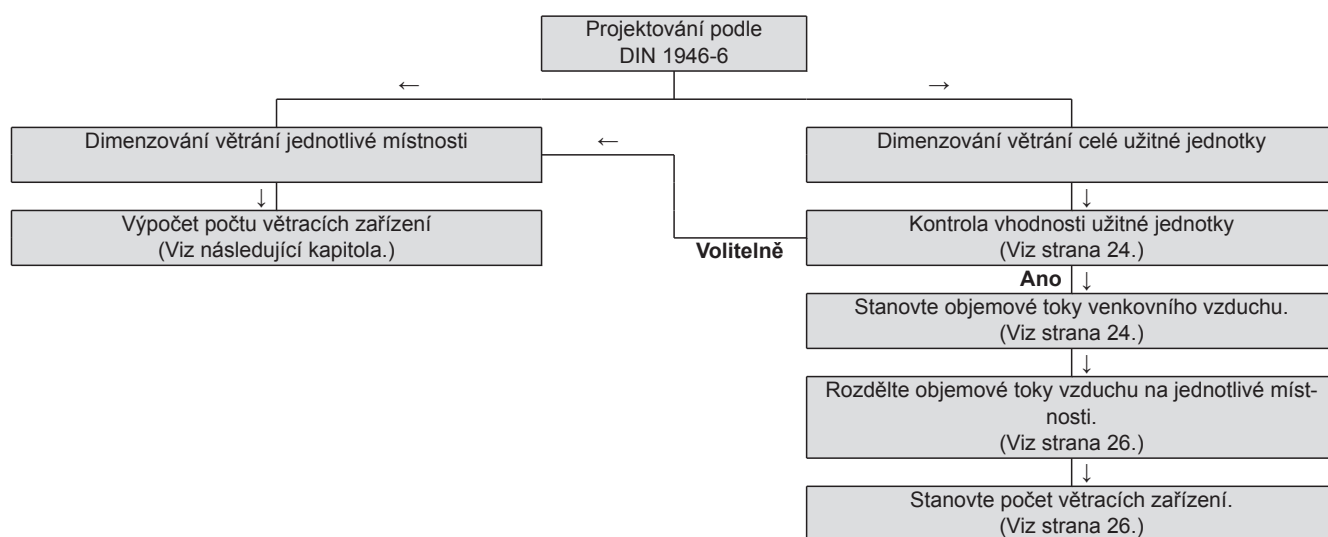 Projektování podle
DIN 1946-6
← →
Dimenzování větrání jednotlivé místnosti
←
Dimenzování větrání celé užitné jednotky
↓ ↓
Výpočet počtu větracích zařízení
(Viz následující kapitola.)
Volitelně
Kontrola vhodnosti užitné jednotky
(Viz strana 24.)
Ano ↓
Stanovte objemové toky venkovního vzduchu.
(Viz strana 24.)
↓
Rozdělte objemové toky vzduchu na jednotlivé míst-
nosti.
(Viz strana 26.)
↓
Stanovte počet větracích zařízení.
(Viz strana 26.)